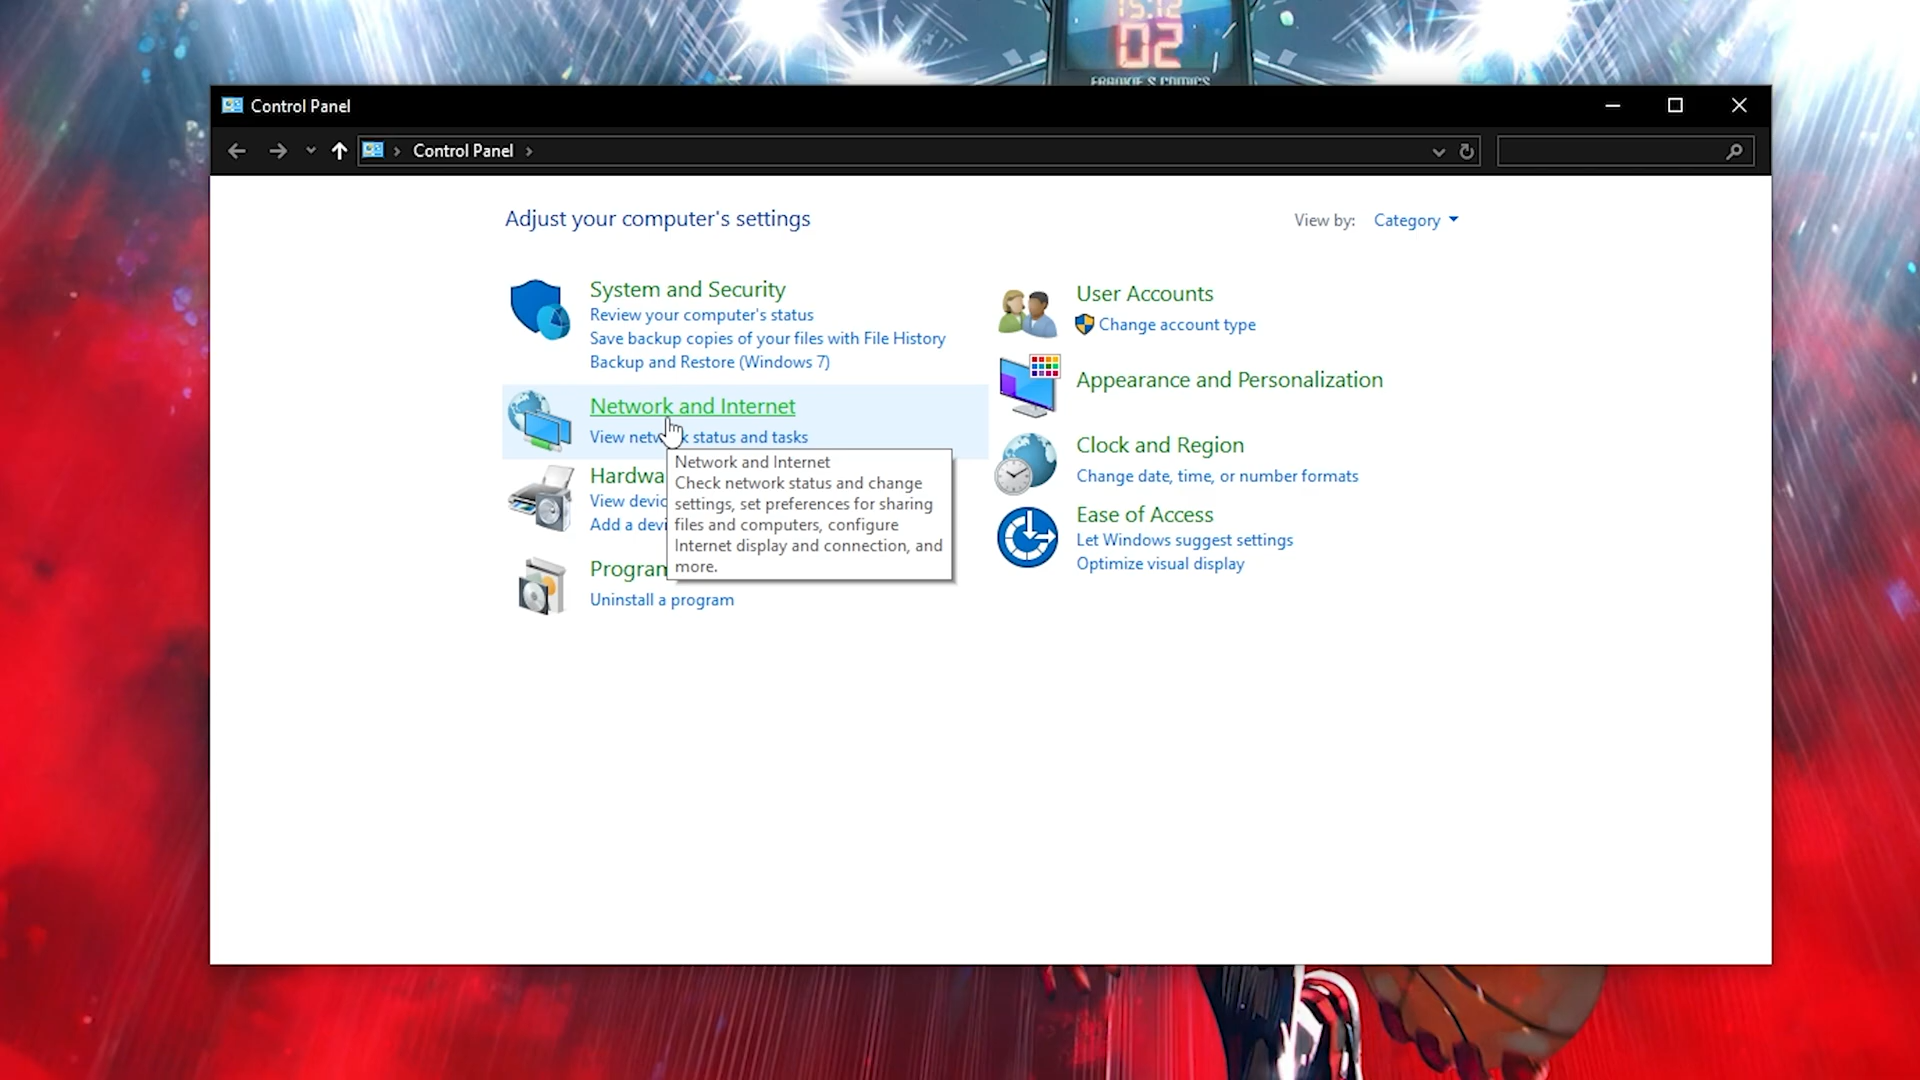 15.12
02
FRANKIE'S COMICS
Control Panel
Control Panel
Adjust your computer's settings
View by: Category
System and Security
Review your computer's status
Save backup copies of your files with File History
Backup and Restore (Windows 7)
Network and Internet
View network status and tasks
Network and Internet
Check network status and change
settings, set preferences for sharing
files and computers, configure
Internet display and connection, and
more.
Hardwa
View devic
Add a devi
Program
Uninstall a program
User Accounts
Change account type
Appearance and Personalization
Clock and Region
Change date, time, or number formats
Ease of Access
Let Windows suggest settings
Optimize visual display